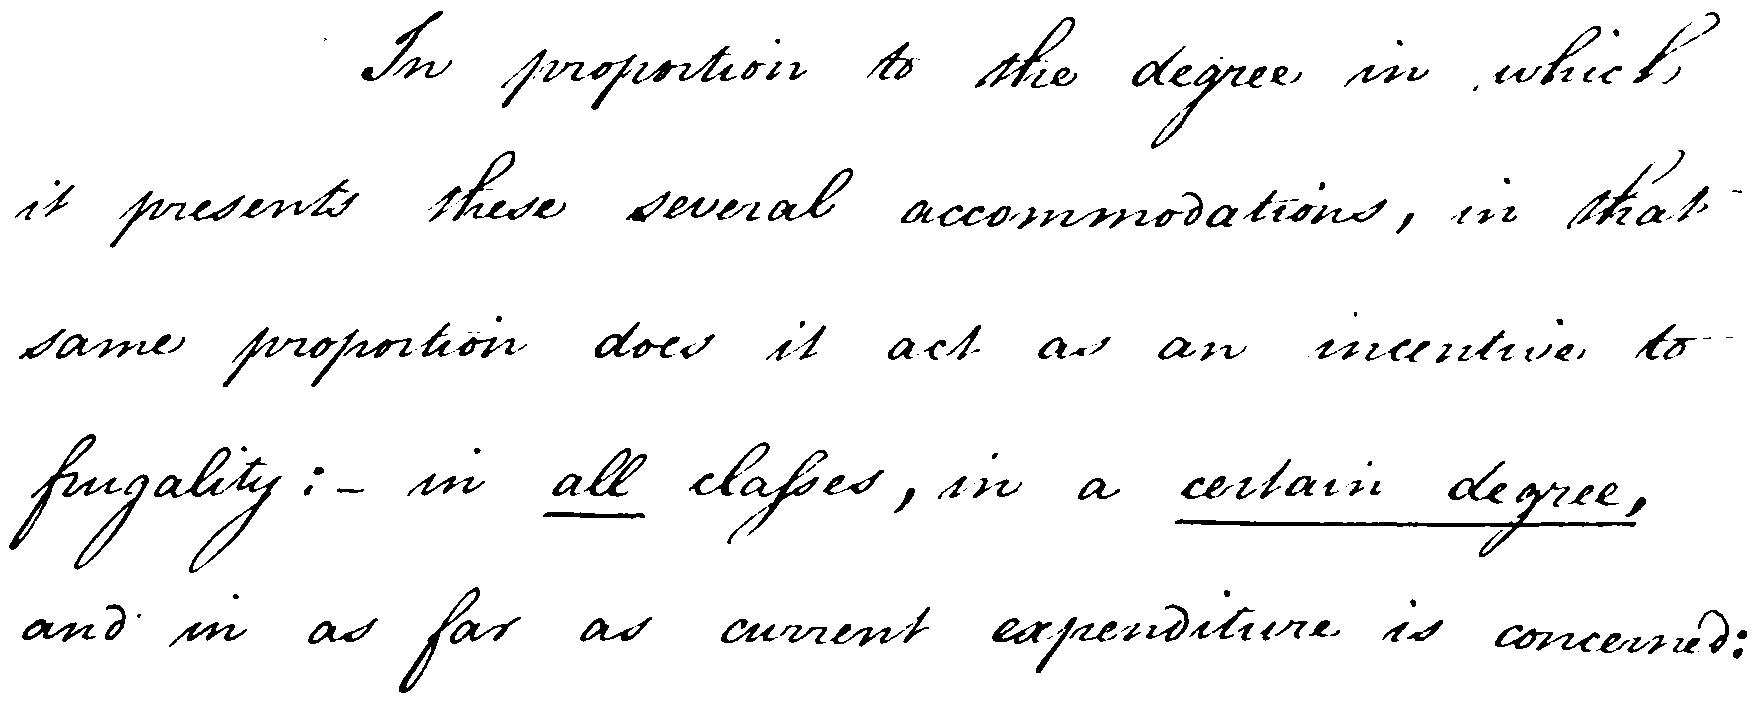 In proportion to the degree in which
it presents these several accommodations, in that
same proportion does it act as an incentive to
frugality:- in all claſses, in a certain degree,
and in as far as current expenditure is concerned: